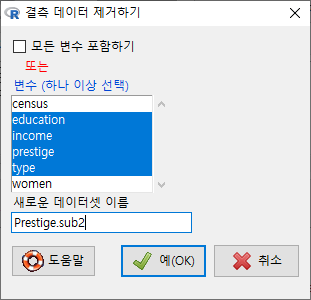 결측 데이터 제거하기
모든 변수 포함하기
또는
변수 (하나 이상 선택)
census
education
income
prestige
type
women
새로운 데이터셋 이름
Prestige.sub2
도움말
예(OK)
취소